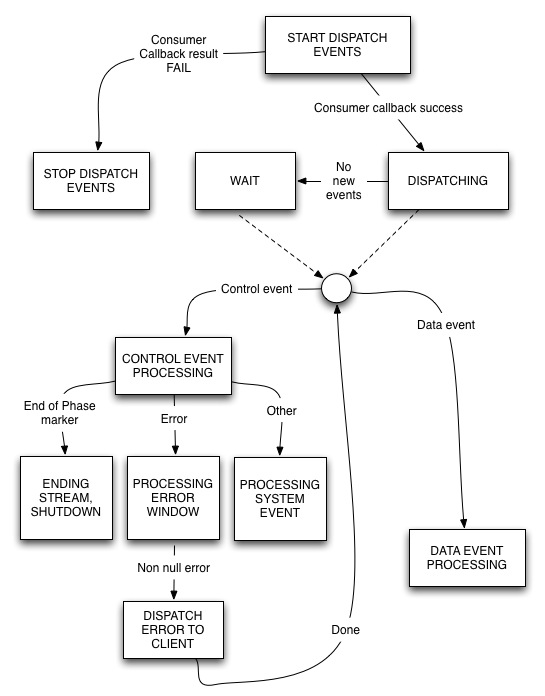 START DISPATCH
EVENTS
Consumer
Callback result
FAIL
Consumer callback success
STOP DISPATCH
EVENTS
WAIT
No
new
events
DISPATCHING
Control event
Data event
CONTROL EVENT
PROCESSING
End of Phase
marker
Error
Other
ENDING
STREAM,
SHUTDOWN
PROCESSING
ERROR
WINDOW
PROCESSING
SYSTEM
EVENT
DATA EVENT
PROCESSING
Non null error
DISPATCH
ERROR TO
CLIENT
Done